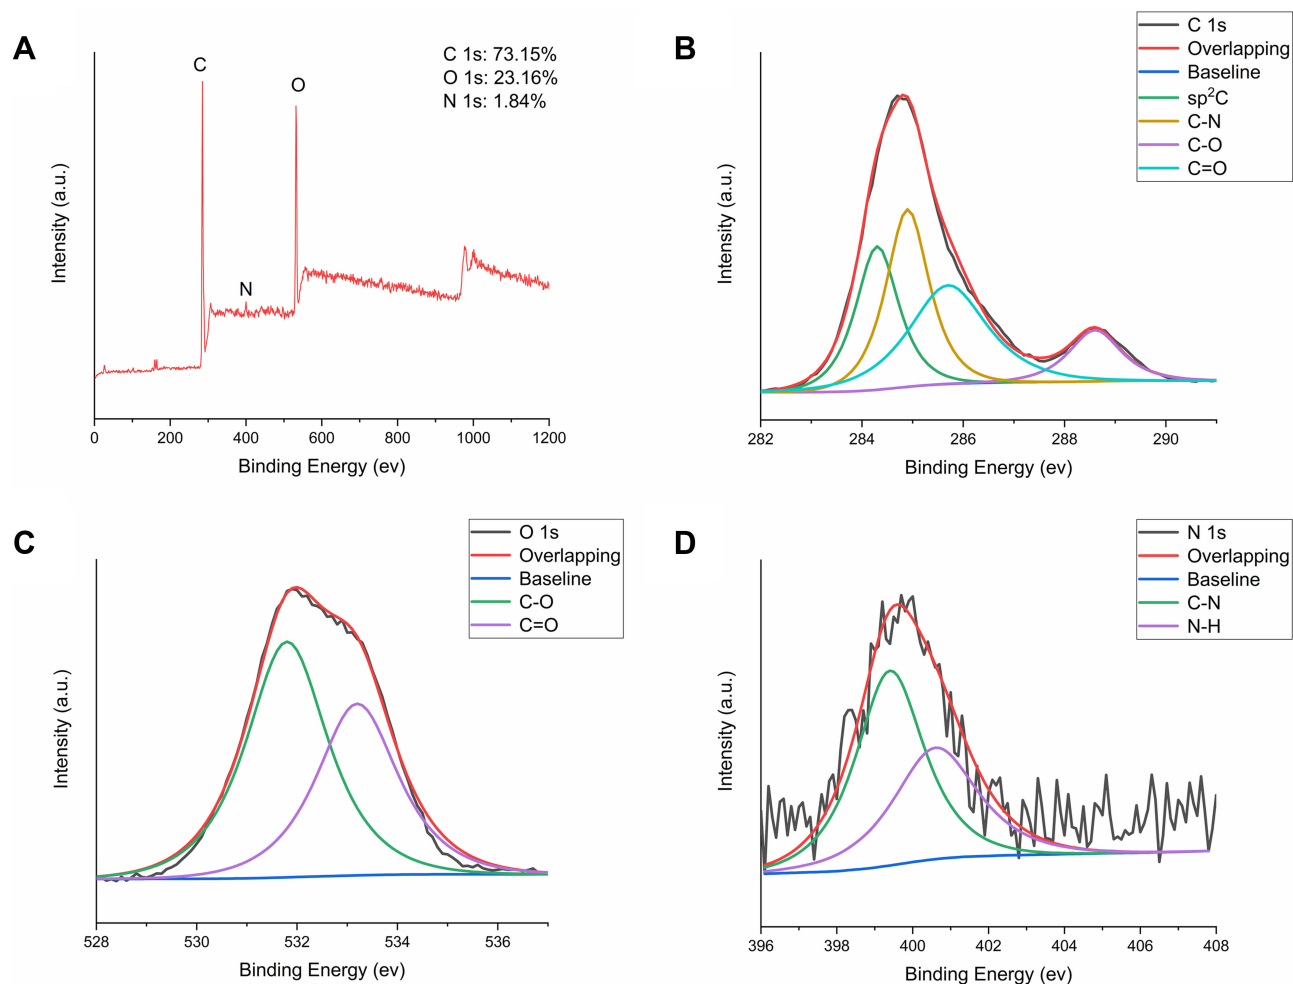 A
C 1s: 73.15%
O 1s: 23.16%
N 1s: 1.84%
C
O
N
Intensity (a.u.)
0 200 400 600 800 1000 1200
Binding Energy (ev)
B
C 1s
Overlapping
Baseline
sp²C
C-N
C-O
C=O
Intensity (a.u.)
282 284 286 288 290
Binding Energy (ev)
C
O 1s
Overlapping
Baseline
C-O
C=O
Intensity (a.u.)
528 530 532 534 536
Binding Energy (ev)
D
N 1s
Overlapping
Baseline
C-N
N-H
Intensity (a.u.)
396 398 400 402 404 406 408
Binding Energy (ev)